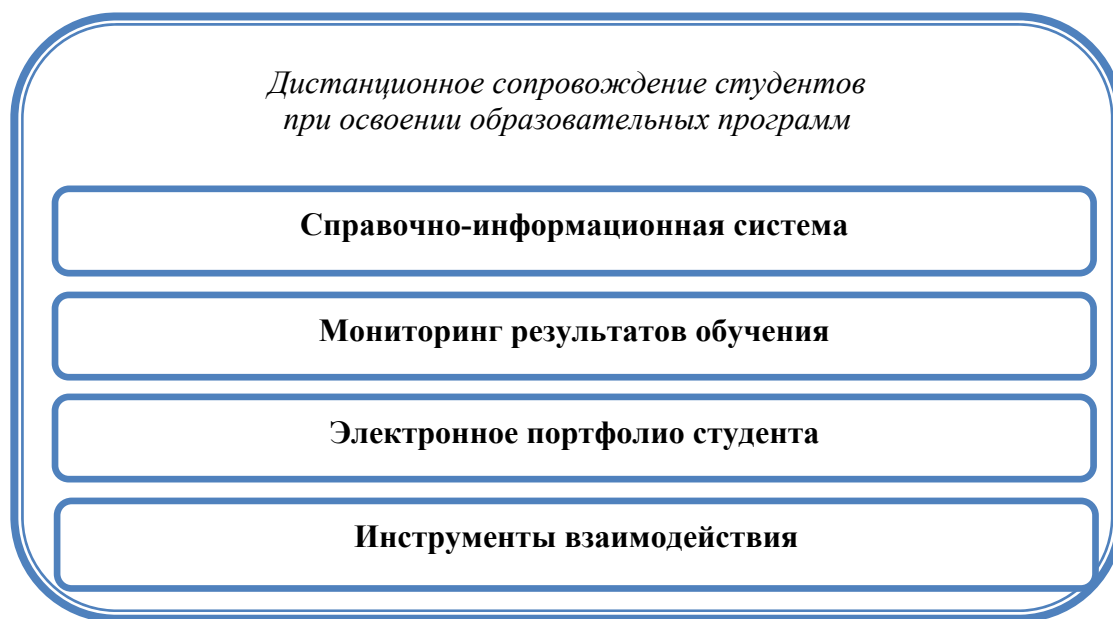 Дистанционное сопровождение студентов
при освоении образовательных программ
Справочно-информационная система
Мониторинг результатов обучения
Электронное портфолио студента
Инструменты взаимодействия